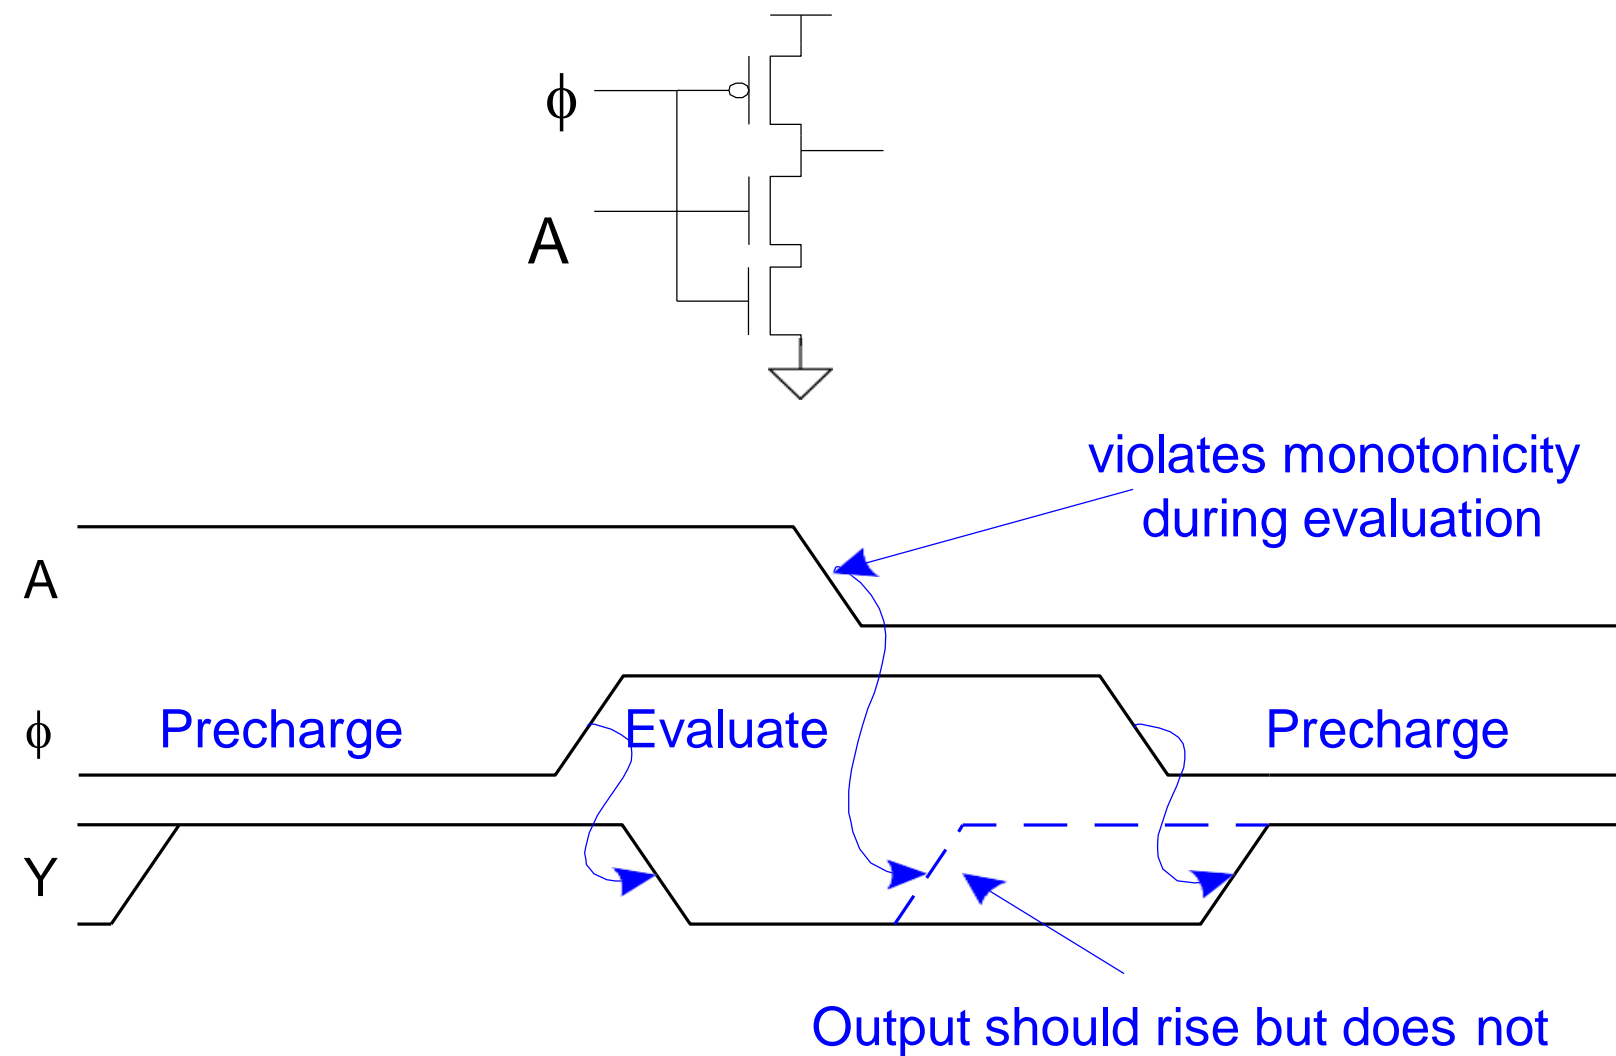 ϕ
A
violates monotonicity
during evaluation
A
ϕ
Precharge
Evaluate
Precharge
Y
Output should rise but does not